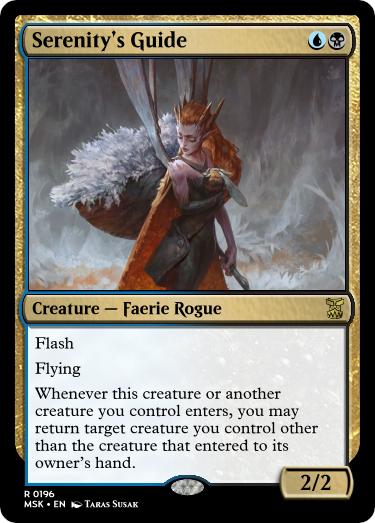 Serenity's Guide
Creature — Faerie Rogue
Flash
Flying
Whenever this creature or another
creature you control enters, you may
return target creature you control other
than the creature that entered to its
owner's hand.
2/2
R 0196
MSK • EN Taras Susak